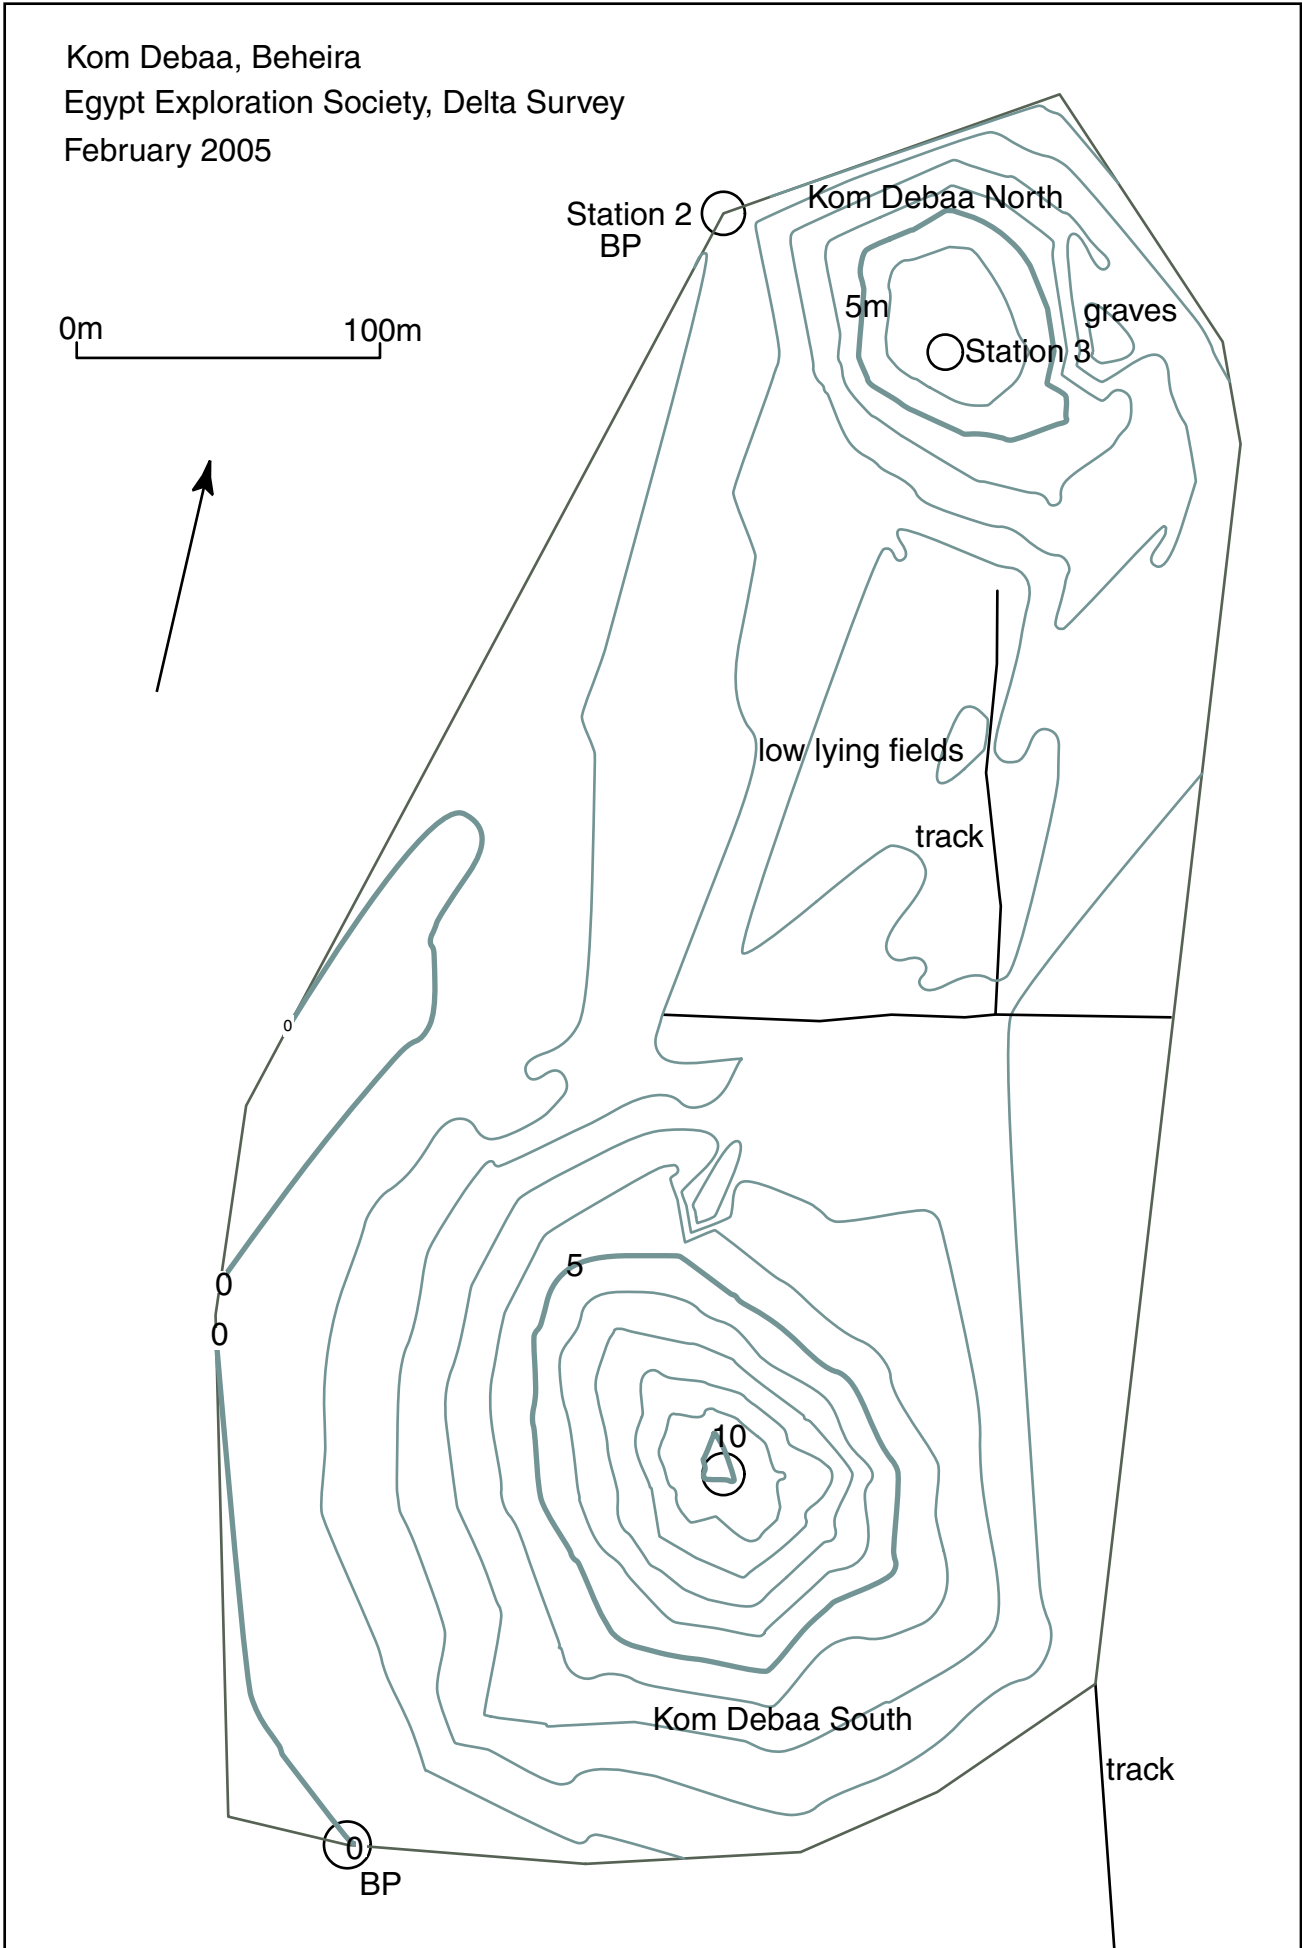 Kom Debaa, Beheira
Egypt Exploration Society, Delta Survey
February 2005
Kom Debaa North
Station 2
BP
5m
graves
0m
100m
Station 3
low lying fields
track
0
5
0
0
10
Kom Debaa South
track
0
BP